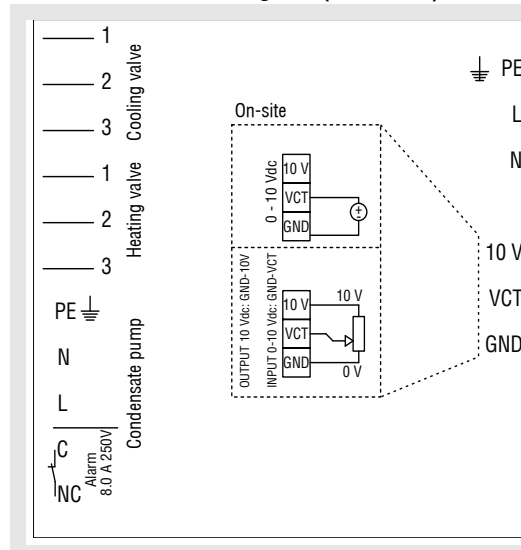 1
2
3
Cooling valve
1
2
3
Heating valve
PE
N
L
Condensate pump
C
NC
Alarm
8.0 A 250V
On-site
0 - 10 Vdc
10 V
VCT
GND
+
-
OUTPUT 10 Vdc: GND-10V
INPUT 0-10 Vdc: GND-VCT
10 V
VCT
GND
10 V
0 V
PE
L
N
10 V
VCT
GND